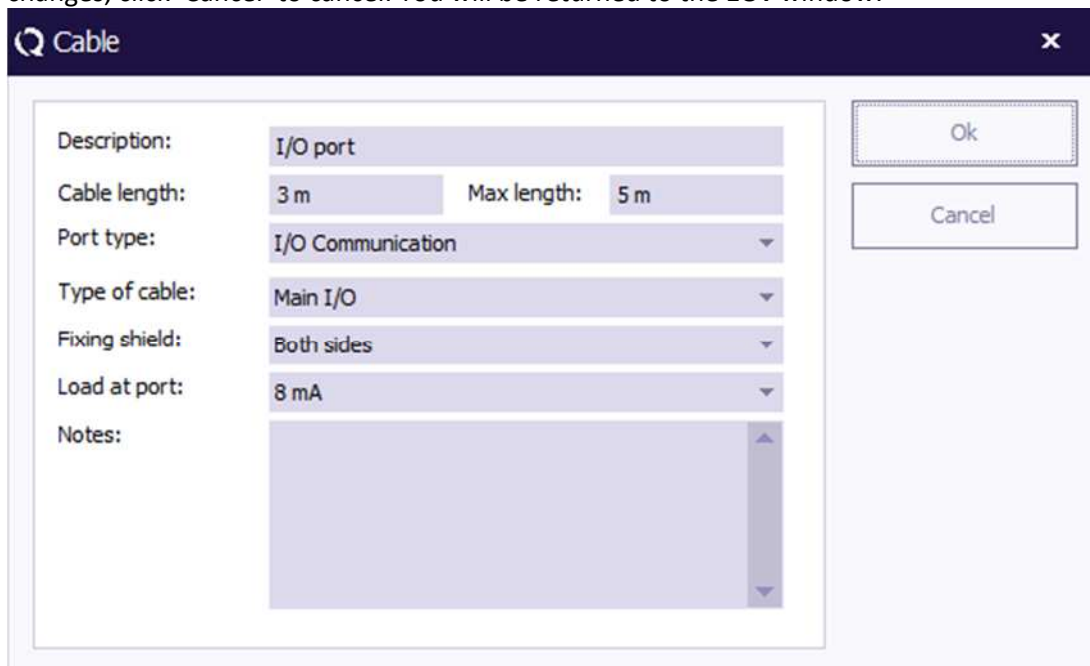 Cable
Description: I/O port
Cable length: 3 m Max length: 5 m
Port type: I/O Communication
Type of cable: Main I/O
Fixing shield: Both sides
Load at port: 8 mA
Notes:
Ok
Cancel